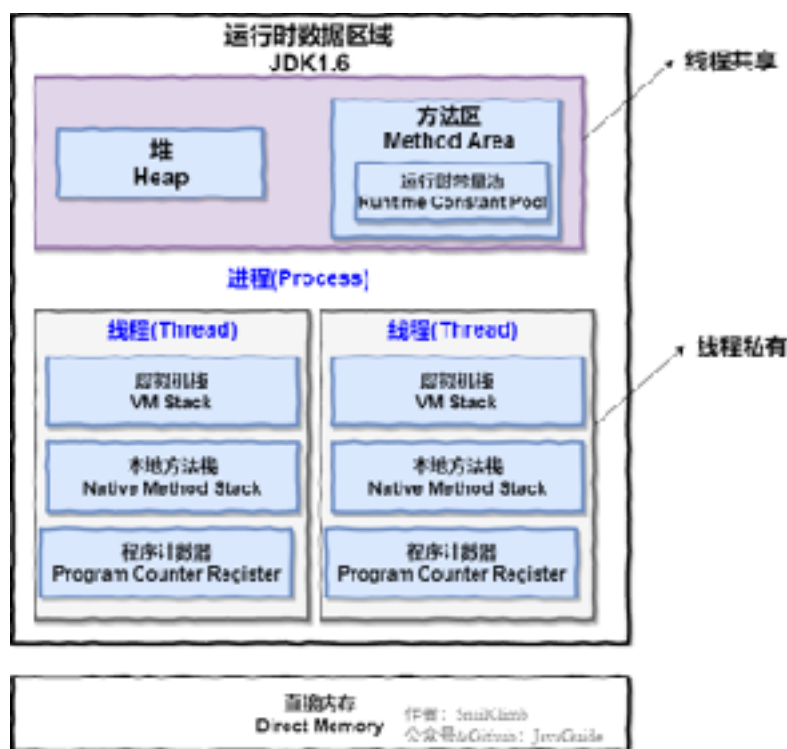 运行时数据区域
JDK1.6
线程共享
堆
Heap
方法区
Method Area
运行时常量池
Runtime Constant Pool
进程(Process)
线程(Thread)
虚拟机栈
VM Stack
本地方法栈
Native Method Stack
程序计数器
Program Counter Register
线程(Thread)
虚拟机栈
VM Stack
本地方法栈
Native Method Stack
程序计数器
Program Counter Register
线程私有
直接内存
Direct Memory
作者：SnailClimb
公众号&Github：JavaGuide